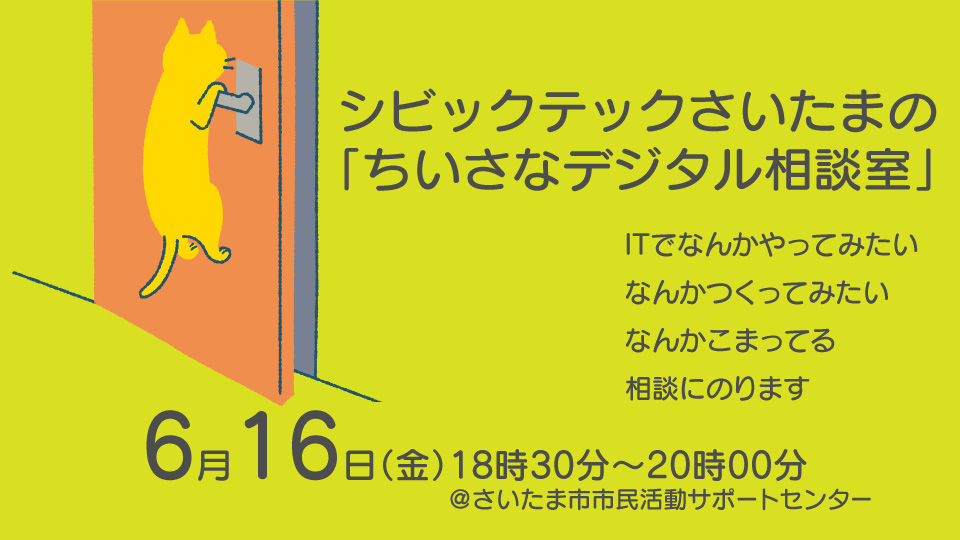 シビックテックさいたまの
「ちいさなデジタル相談室」
ITでなんかやってみたい
なんかつくってみたい
なんかこまってる
相談にのります
6月16日(金)18時30分～20時00分
@さいたま市市民活動サポートセンター